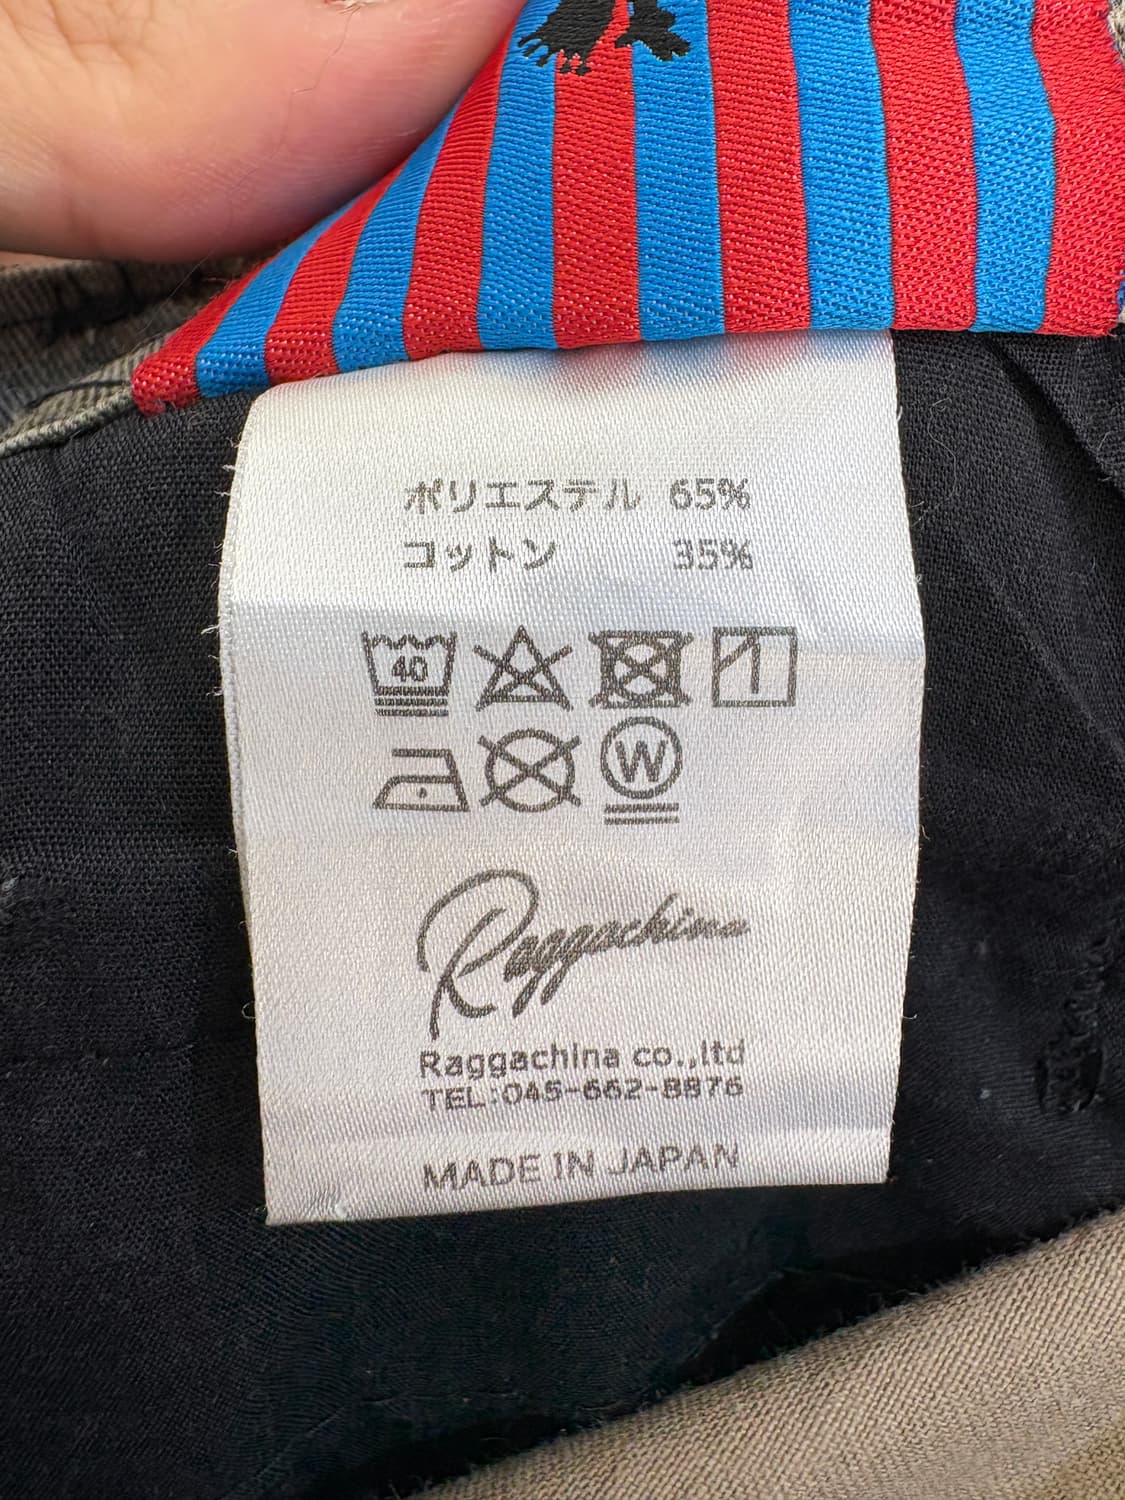 ポリエステル 65%
コットン 35%
40
W
Raggachina
Raggachina co.,ltd
TEL:045-662-8876
MADE IN JAPAN